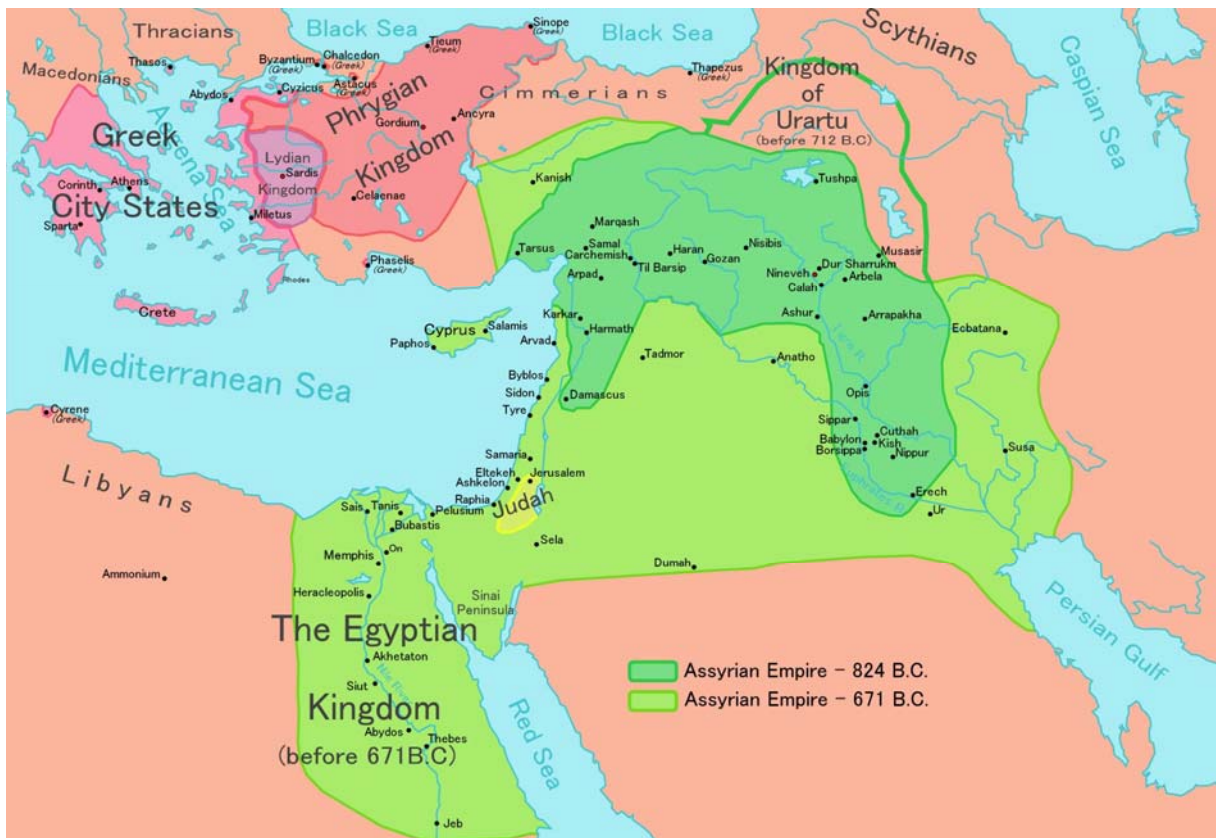 Black Sea
Black Sea
Caspian Sea
Scythians
Thracians
Macedonians
Thasos
Byzantium
(Greek)
Chalcedon
(Greek)
Astacus
(Greek)
Tieum
(Greek)
Sinope
(Greek)
Thapezus
(Greek)
Cyzicus
Abydos
Cimmerians
Kingdom
of
Urartu
(before 712 B.C)
Phrygian
Kingdom
Gordium
Ancyra
Lydian
Sardis
Kingdom
Celaenae
Miletus
Phaselis
(Greek)
Rhodes
Greek
City States
Corinth
Athens
Sparta
Crete
Kanish
Tushpa
Marqash
Samal
Carchemish
Til Barsip
Haran
Gozan
Nisibis
Musasir
Dur Sharrukm
Nineveh
Arbela
Calah
Tarsus
Arpad
Karkar
Harmath
Ashur
Arrapakha
Ecbatana
Cyprus
Salamis
Paphos
Arvad
Tadmor
Anatho
Mediterranean Sea
Byblos
Sidon
Damascus
Tyre
Opis
Sippar
Cuthah
Babylon
Kish
Borsippa
Nippur
Susa
Erech
Ur
Euphrates R.
Cyrene
(Greek)
Libyans
Ammonium
Samaria
Eltekeh
Jerusalem
Ashkelon
Raphia
Judah
Sais
Tanis
Pelusium
Bubastis
On
Memphis
Sela
Dumah
Heracleopolis
Sinai
Peninsula
The Egyptian
Kingdom
(before 671B.C)
Akhetaton
Siut
Abydos
Thebes
Jeb
Red Sea
Persian Gulf
Assyrian Empire - 824 B.C.
Assyrian Empire - 671 B.C.